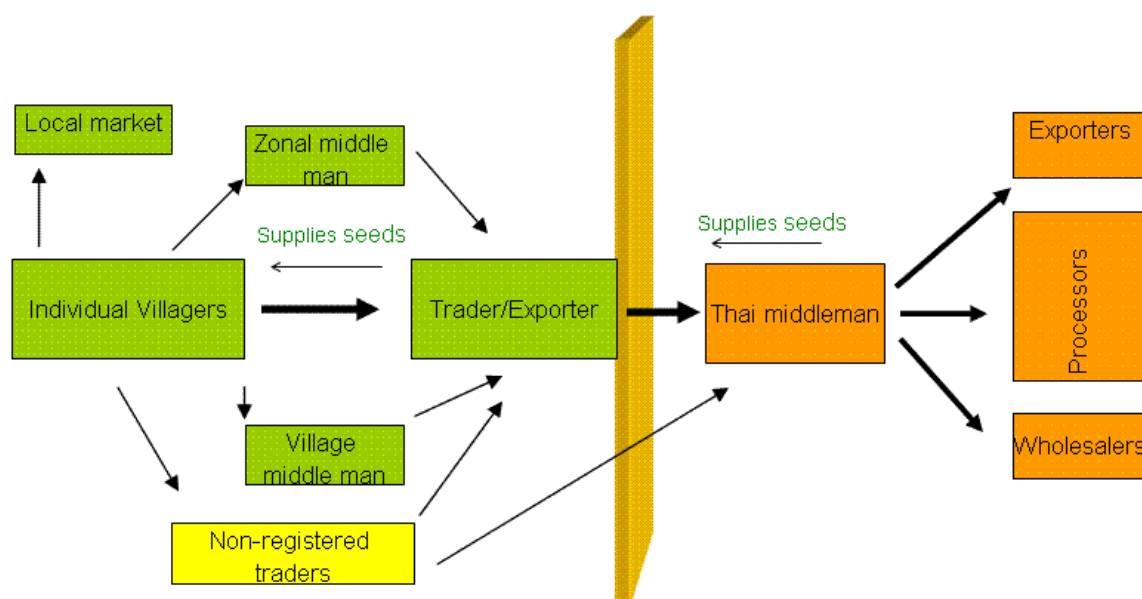 Local market
Zonal middle
man
Exporters
Supplies seeds
Supplies seeds
Individual Villagers
Trader/Exporter
Thai middleman
Processors
Village
middle man
Wholesalers
Non-registered
traders